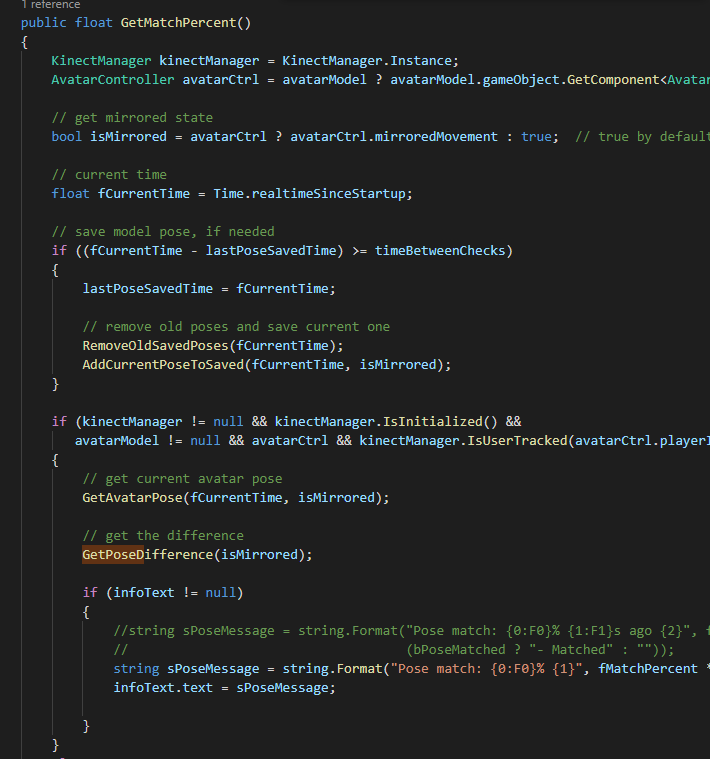 1 reference
public float GetMatchPercent()
{
KinectManager kinectManager = KinectManager.Instance;
AvatarController avatarCtrl = avatarModel ? avatarModel.gameObject.GetComponent<Avatar
// get mirrored state
bool isMirrored = avatarCtrl ? avatarCtrl.mirroredMovement : true;  // true by default
// current time
float fCurrentTime = Time.realtimeSinceStartup;
// save model pose, if needed
if ((fCurrentTime - lastPoseSavedTime) >= timeBetweenChecks)
{
lastPoseSavedTime = fCurrentTime;
// remove old poses and save current one
RemoveOldSavedPoses(fCurrentTime);
AddCurrentPoseToSaved(fCurrentTime, isMirrored);
}
if (kinectManager != null && kinectManager.IsInitialized() &&
avatarModel != null && avatarCtrl && kinectManager.IsUserTracked(avatarCtrl.playerI
{
// get current avatar pose
GetAvatarPose(fCurrentTime, isMirrored);
// get the difference
GetPoseDifference(isMirrored);
if (infoText != null)
{
//string sPoseMessage = string.Format("Pose match: {0:F0}% {1:F1}s ago {2}", f
// (bPoseMatched ? "- Matched" : ""));
string sPoseMessage = string.Format("Pose match: {0:F0}% {1}", fMatchPercent *
infoText.text = sPoseMessage;
}
}